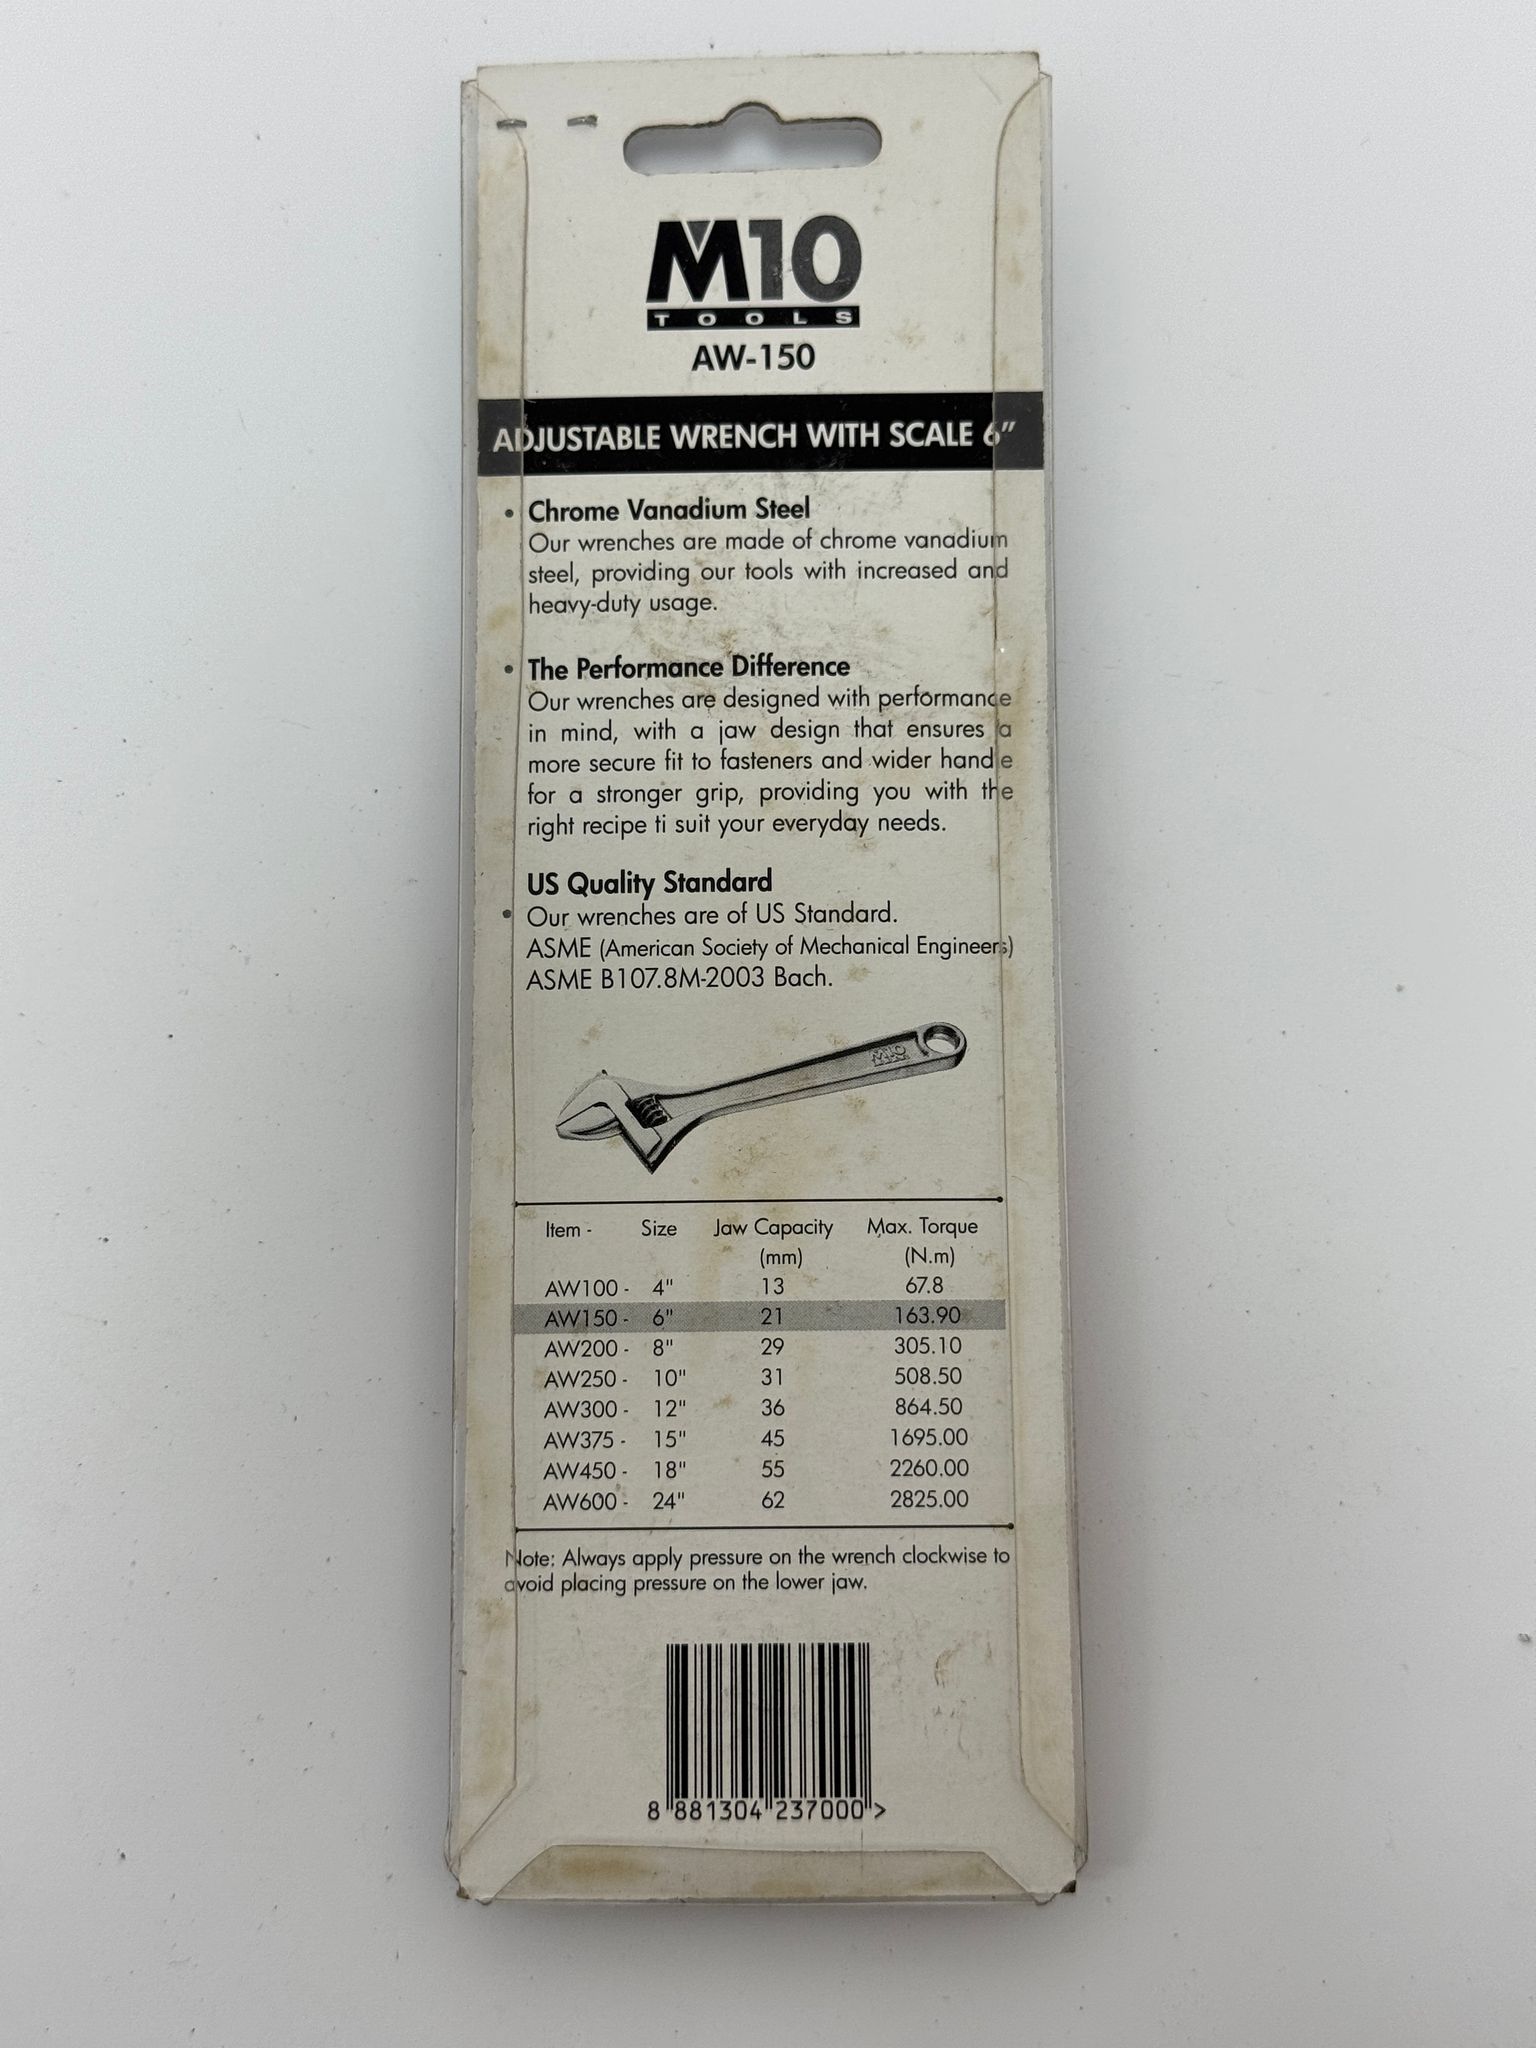 M10
TOOLS
AW-150
ADJUSTABLE WRENCH WITH SCALE 6"
• Chrome Vanadium Steel
Our wrenches are made of chrome vanadium
steel, providing our tools with increased and
heavy-duty usage.
• The Performance Difference
Our wrenches are designed with performance
in mind, with a jaw design that ensures a
more secure fit to fasteners and wider handle
for a stronger grip, providing you with the
right recipe ti suit your everyday needs.
US Quality Standard
• Our wrenches are of US Standard.
ASME (American Society of Mechanical Engineers)
ASME B107.8M-2003 Bach.
M10
Item - Size Jaw Capacity Max. Torque
(mm) (N.m)
AW100 - 4" 13 67.8
AW150 - 6" 21 163.90
AW200 - 8" 29 305.10
AW250 - 10" 31 508.50
AW300 - 12" 36 864.50
AW375 - 15" 45 1695.00
AW450 - 18" 55 2260.00
AW600 - 24" 62 2825.00
Note: Always apply pressure on the wrench clockwise to
avoid placing pressure on the lower jaw.
8 881304 237000 >